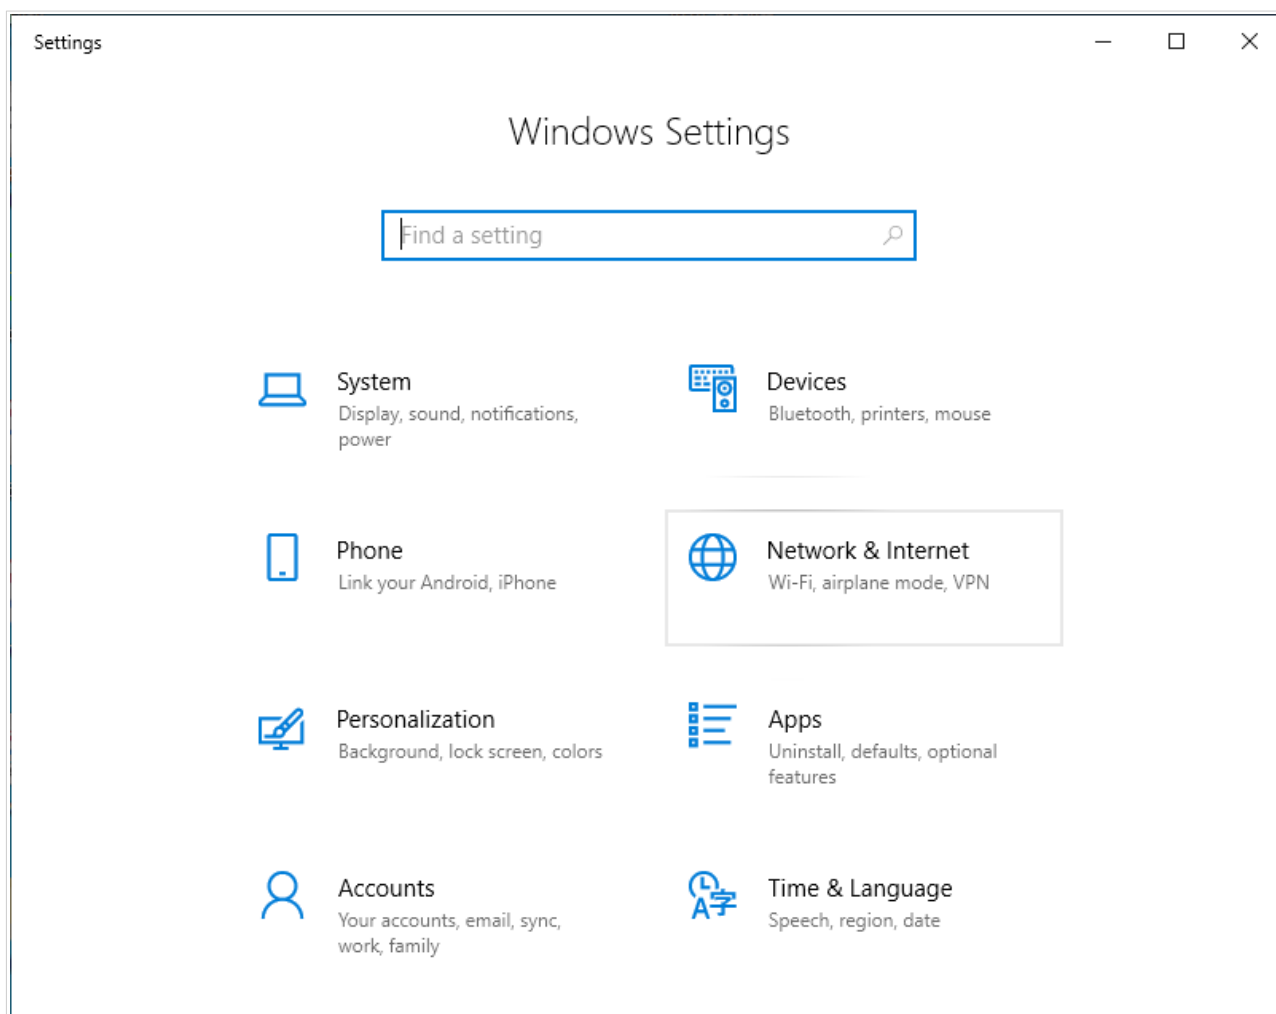 Settings
Windows Settings
Find a setting
System
Display, sound, notifications,
power
Devices
Bluetooth, printers, mouse
Phone
Link your Android, iPhone
Network & Internet
Wi-Fi, airplane mode, VPN
Personalization
Background, lock screen, colors
Apps
Uninstall, defaults, optional
features
Accounts
Your accounts, email, sync,
work, family
Time & Language
Speech, region, date